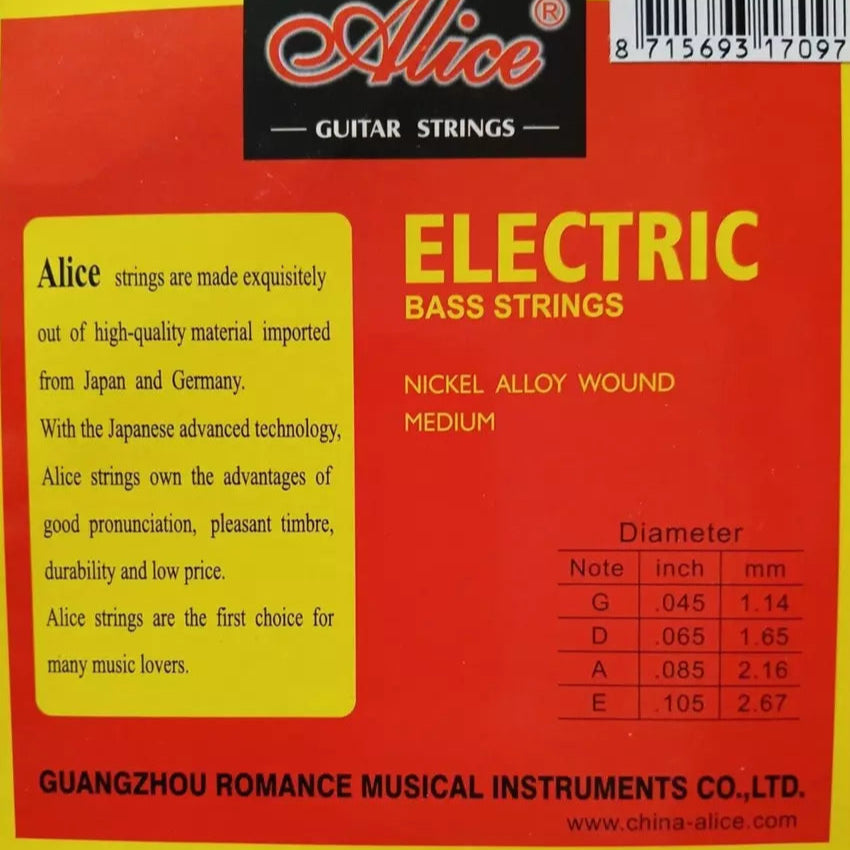 Alice®
GUITAR STRINGS
8 715693 17097
ELECTRIC
BASS STRINGS
NICKEL ALLOY WOUND
MEDIUM
Alice strings are made exquisitely
out of high-quality material imported
from Japan and Germany.
With the Japanese advanced technology,
Alice strings own the advantages of
good pronunciation, pleasant timbre,
durability and low price.
Alice strings are the first choice for
many music lovers.
Diameter
Note inch mm
G .045 1.14
D .065 1.65
A .085 2.16
E .105 2.67
GUANGZHOU ROMANCE MUSICAL INSTRUMENTS CO.,LTD.
www.china-alice.com